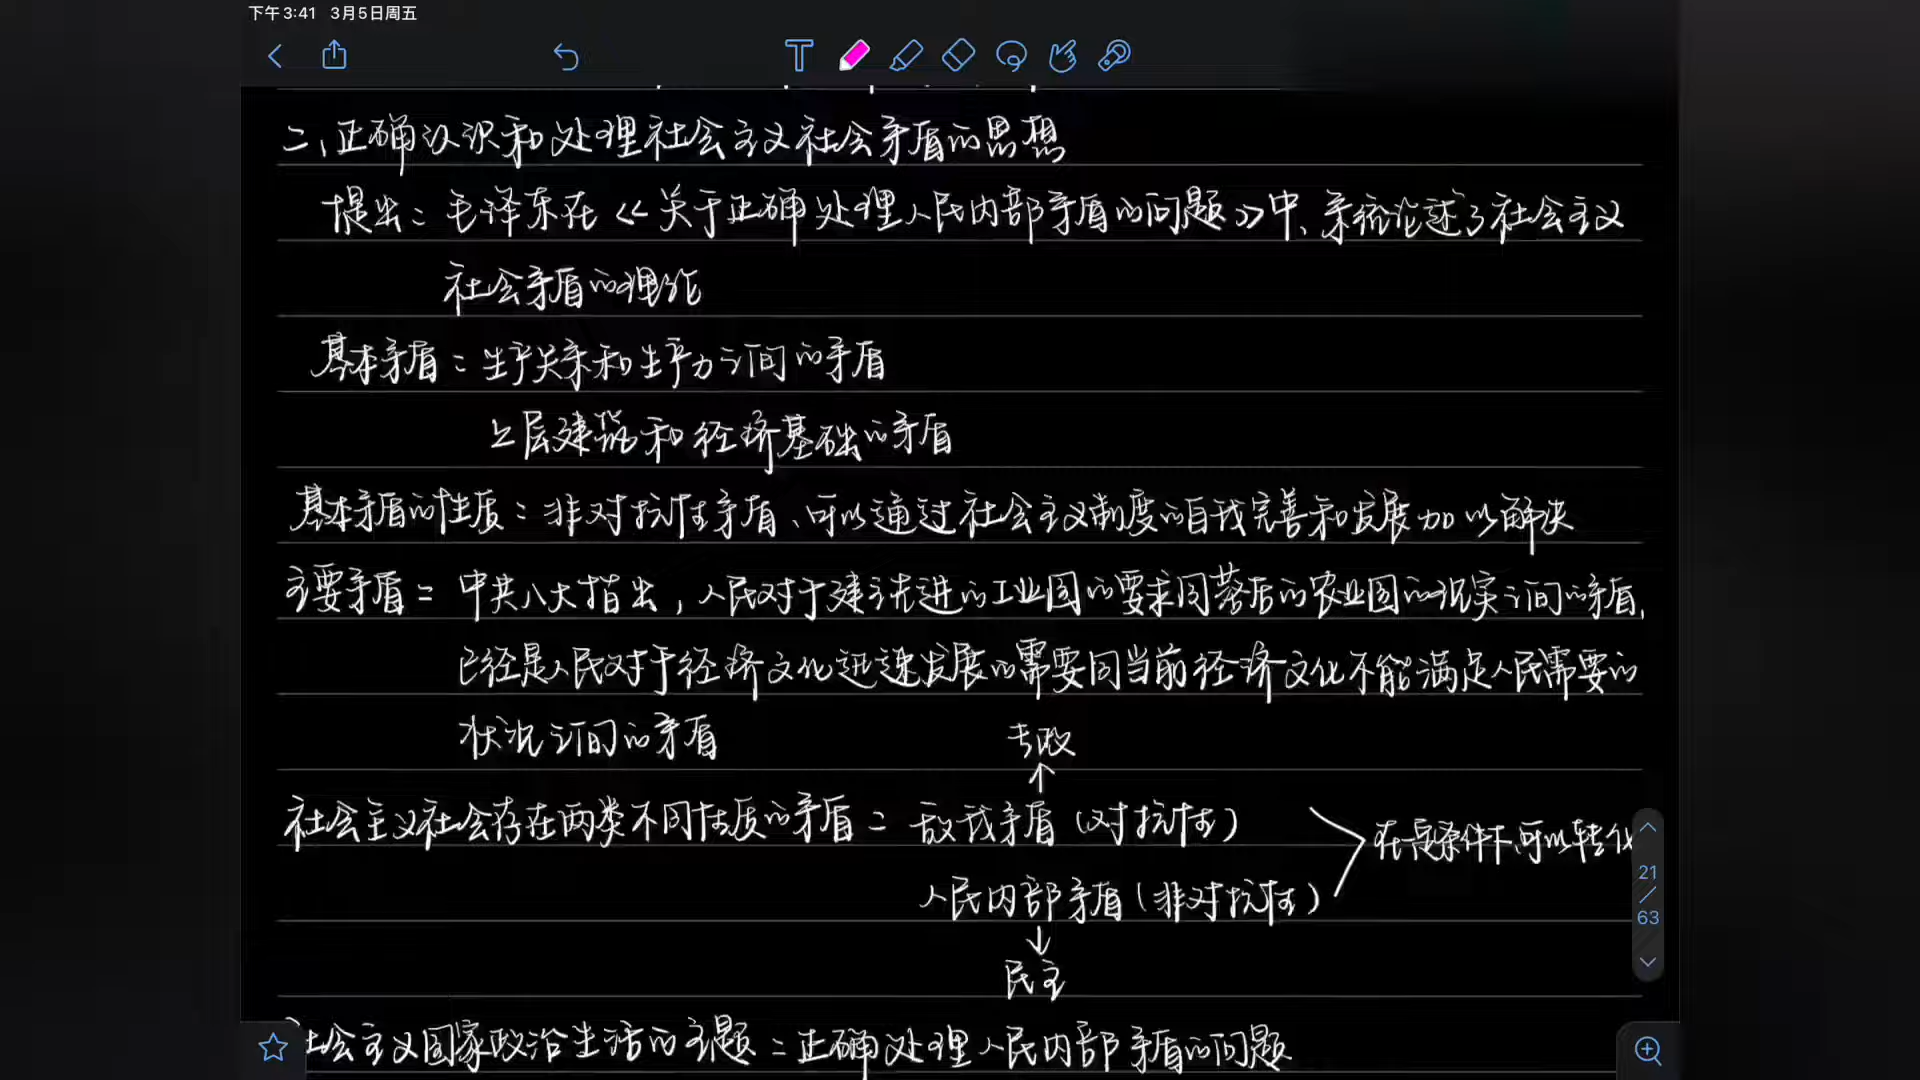 下午3:41 3月5日周五
二、正确认识和处理社会主义社会矛盾的思想
提出：毛泽东在《关于正确处理人民内部矛盾的问题》中、系统论述了社会主义
社会矛盾的理论
基本矛盾：生产关系和生产力之间的矛盾
上层建筑和经济基础的矛盾
基本矛盾的性质：非对抗性矛盾、可以通过社会主义制度的自我完善和发展加以解决
主要矛盾：中共八大指出，人民对于建立先进的工业国的要求同落后的农业国的现实之间的矛盾，
已经是人民对于经济文化迅速发展的需要同当前经济文化不能满足人民需要的
状况之间的矛盾
专政
↑
社会主义社会存在两类不同性质的矛盾：敌我矛盾（对抗性）
在一定条件下可以转化
人民内部矛盾（非对抗性）
↓
民主
社会主义国家政治生活的主题：正确处理人民内部矛盾的问题
21
/
63